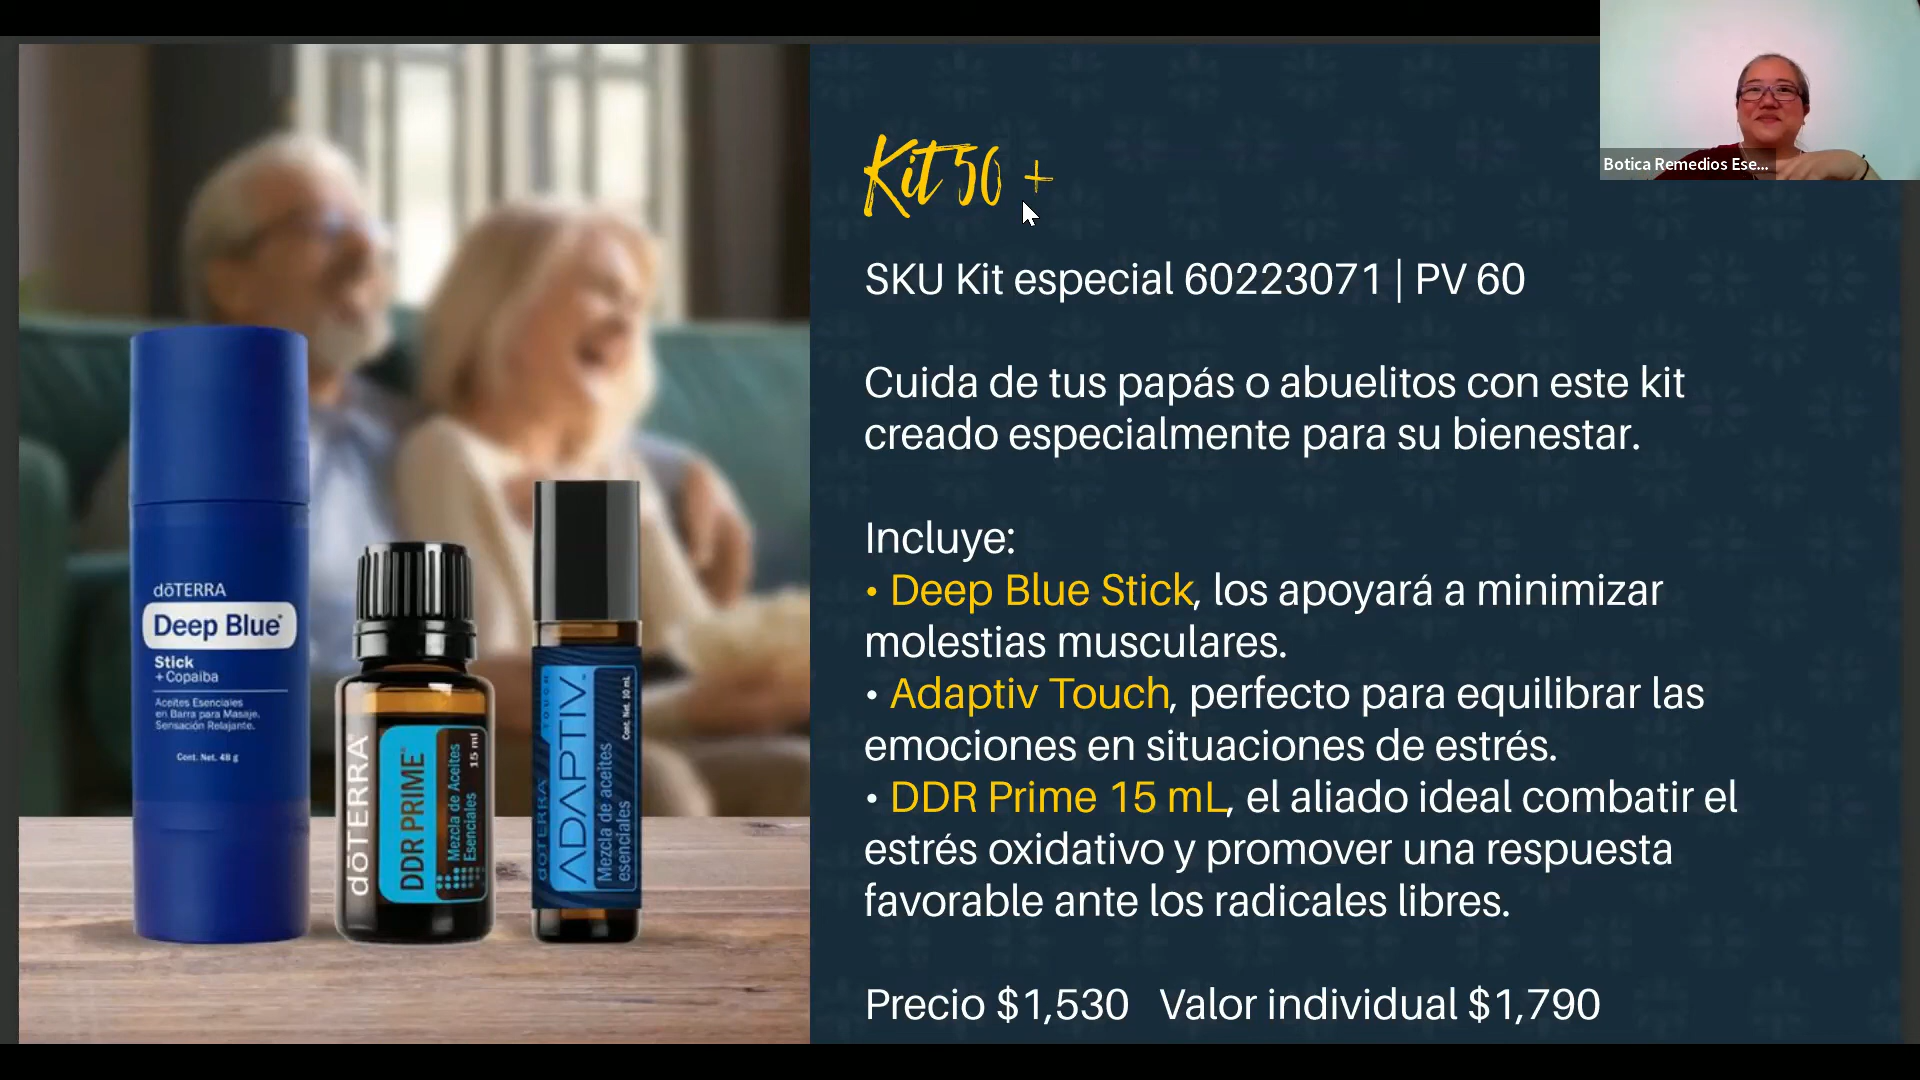 Botica Remedios Ese...
Kit 50 +
SKU Kit especial 60223071 | PV 60
Cuida de tus papás o abuelitos con este kit
creado especialmente para su bienestar.
Incluye:
• Deep Blue Stick, los apoyará a minimizar
molestias musculares.
• Adaptiv Touch, perfecto para equilibrar las
emociones en situaciones de estrés.
• DDR Prime 15 mL, el aliado ideal combatir el
estrés oxidativo y promover una respuesta
favorable ante los radicales libres.
Precio $1,530 Valor individual $1,790
dōTERRA
Deep Blue®
Stick
+ Copaiba
Aceites Esenciales
en Barra para Masaje.
Sensación Relajante.
Cont. Net. 48 g
dōTERRA®
DDR PRIME®
Mezcla de Aceites
Esenciales
15 ml
dōTERRA
ADAPTIV™
TOUCH
Mezcla de aceites
esenciales
Cont. Net. 10 mL